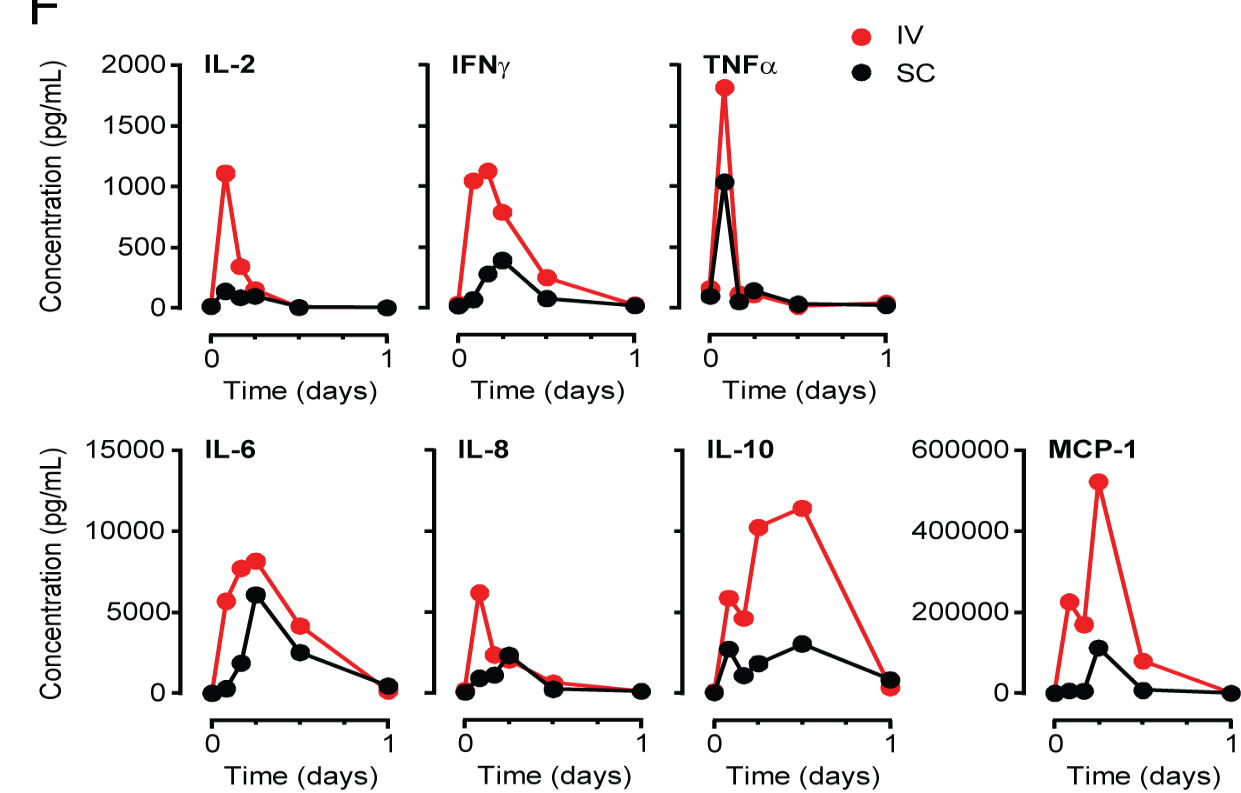 F
IV
SC
IL-2
IFNγ
TNFα
Concentration (pg/mL)
2000
1500
1000
500
0
0 1
0 1
0 1
Time (days)
Time (days)
Time (days)
IL-6
IL-8
IL-10
MCP-1
Concentration (pg/mL)
15000
10000
5000
0
600000
400000
200000
0
0 1
0 1
0 1
0 1
Time (days)
Time (days)
Time (days)
Time (days)